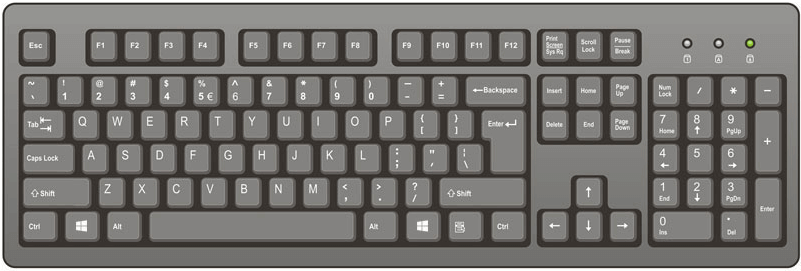 Esc F1 F2 F3 F4 F5 F6 F7 F8 F9 F10 F11 F12 Print Screen Sys Rq Scroll Lock Pause Break
1 A
~ ` ! 1 @ 2 # 3 $ 4 % 5 € ^ 6 & 7 * 8 ( 9 ) 0 — - + = ←Backspace Insert Home Page Up Num Lock / * −
Tab Q W E R T Y U I O P { [ } ] Enter Delete End Page Down 7 Home 8 ↑ 9 PgUp +
Caps Lock A S D F G H J K L : ; " , | \ 4 ← 5 6 →
⇧ Shift Z X C V B N M < , > . ? / ⇧ Shift ↑ 1 End 2 ↓ 3 PgDn Enter
Ctrl Alt Alt Ctrl ← ↓ → 0 Ins . Del